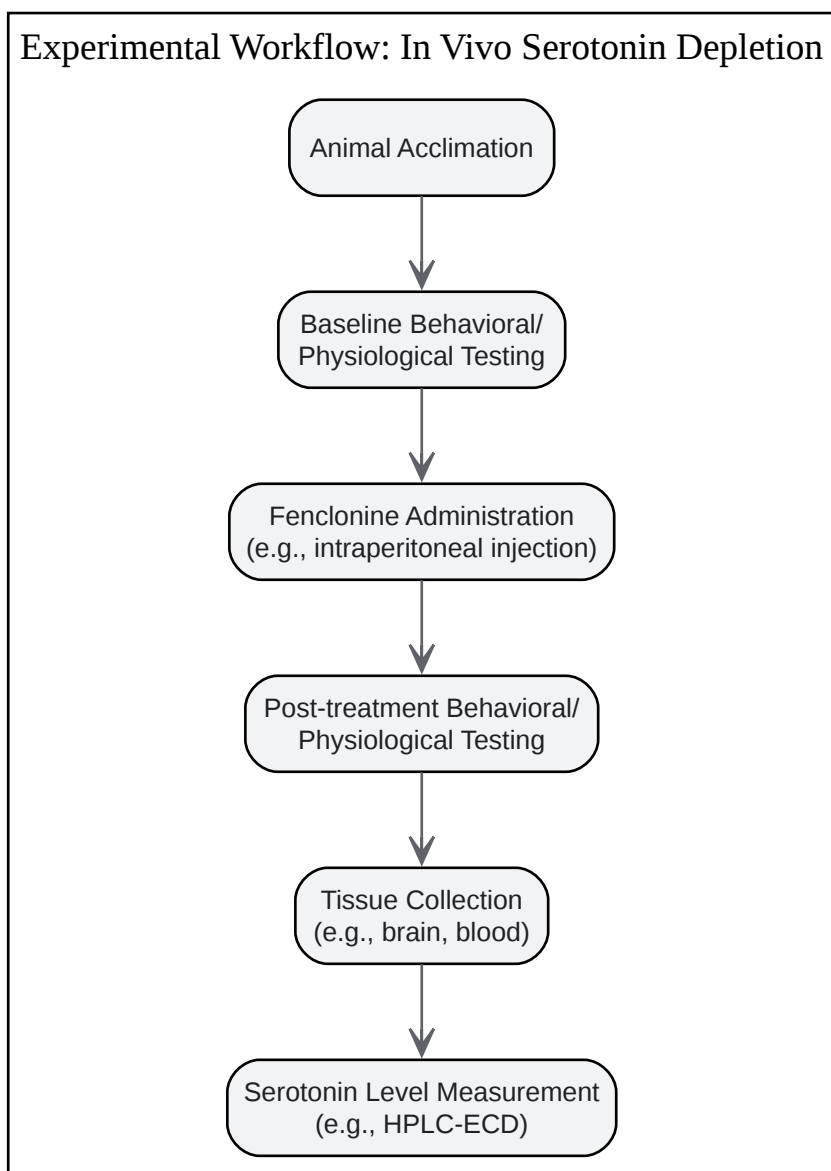 Experimental Workflow: In Vivo Serotonin Depletion
Animal Acclimation
Baseline Behavioral/
Physiological Testing
Fenclonine Administration
(e.g., intraperitoneal injection)
Post-treatment Behavioral/
Physiological Testing
Tissue Collection
(e.g., brain, blood)
Serotonin Level Measurement
(e.g., HPLC-ECD)